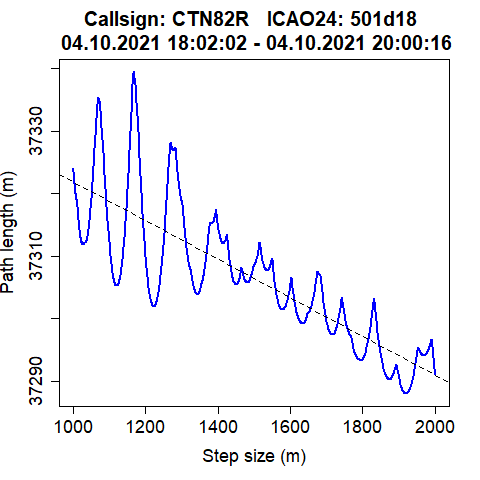 Callsign: CTN82R   ICAO24: 501d18
04.10.2021 18:02:02 - 04.10.2021 20:00:16
Path length (m)
37330
37310
37290
1000 1200 1400 1600 1800 2000
Step size (m)